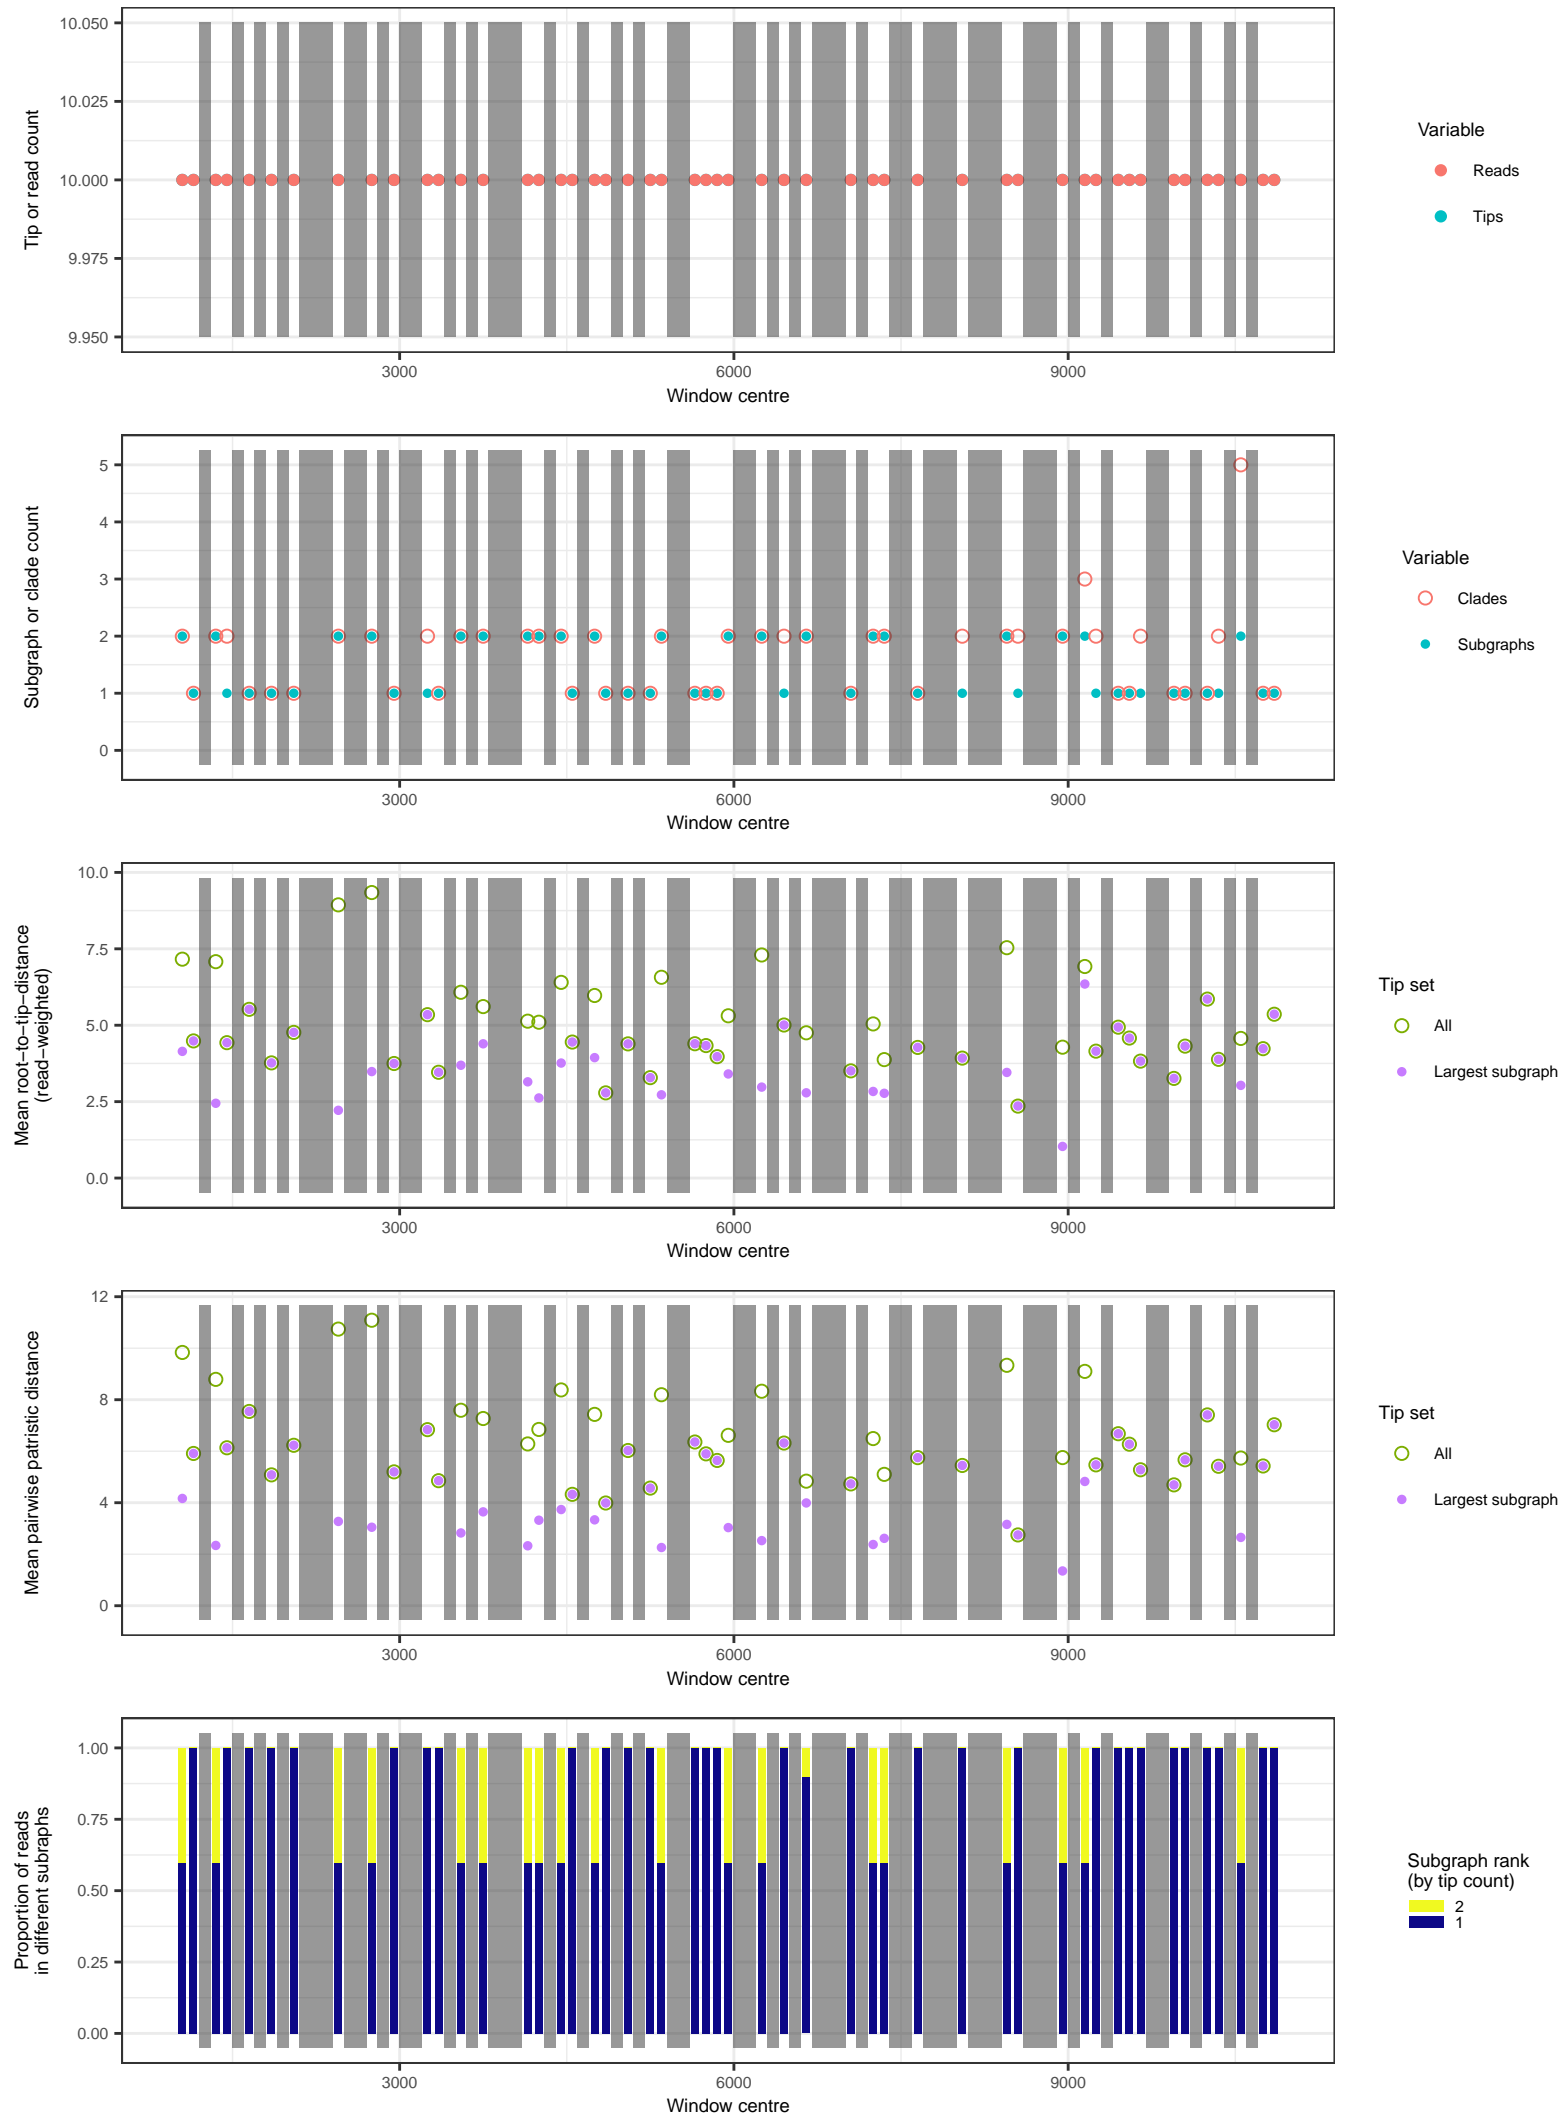 10.050
10.025
10.000
9.975
9.950
Tip or read count
3000
6000
9000
Window centre
Variable
Reads
Tips
5
4
3
2
1
0
Subgraph or clade count
3000
6000
9000
Window centre
Variable
Clades
Subgraphs
10.0
7.5
5.0
2.5
0.0
Mean root−to−tip−distance
(read−weighted)
3000
6000
9000
Window centre
Tip set
All
Largest subgraph
12
8
4
0
Mean pairwise patristic distance
3000
6000
9000
Window centre
Tip set
All
Largest subgraph
1.00
0.75
0.50
0.25
0.00
Proportion of reads
in different subraphs
3000
6000
9000
Window centre
Subgraph rank
(by tip count)
2
1